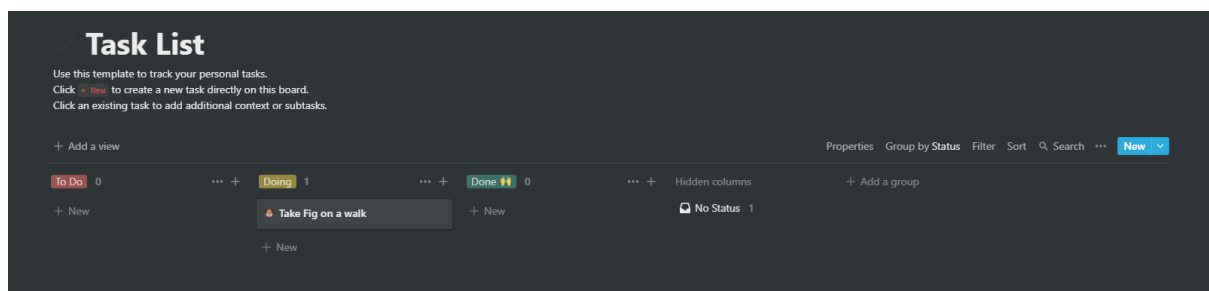 Task List
Use this template to track your personal tasks.
Click + New to create a new task directly on this board.
Click an existing task to add additional context or subtasks.
+ Add a view
Properties Group by Status Filter Sort Search ··· New
To Do 0 ··· +
Doing 1 ··· +
Done 🙌 0 ··· +
Hidden columns
+ Add a group
+ New
Take Fig on a walk
+ New
No Status 1
+ New